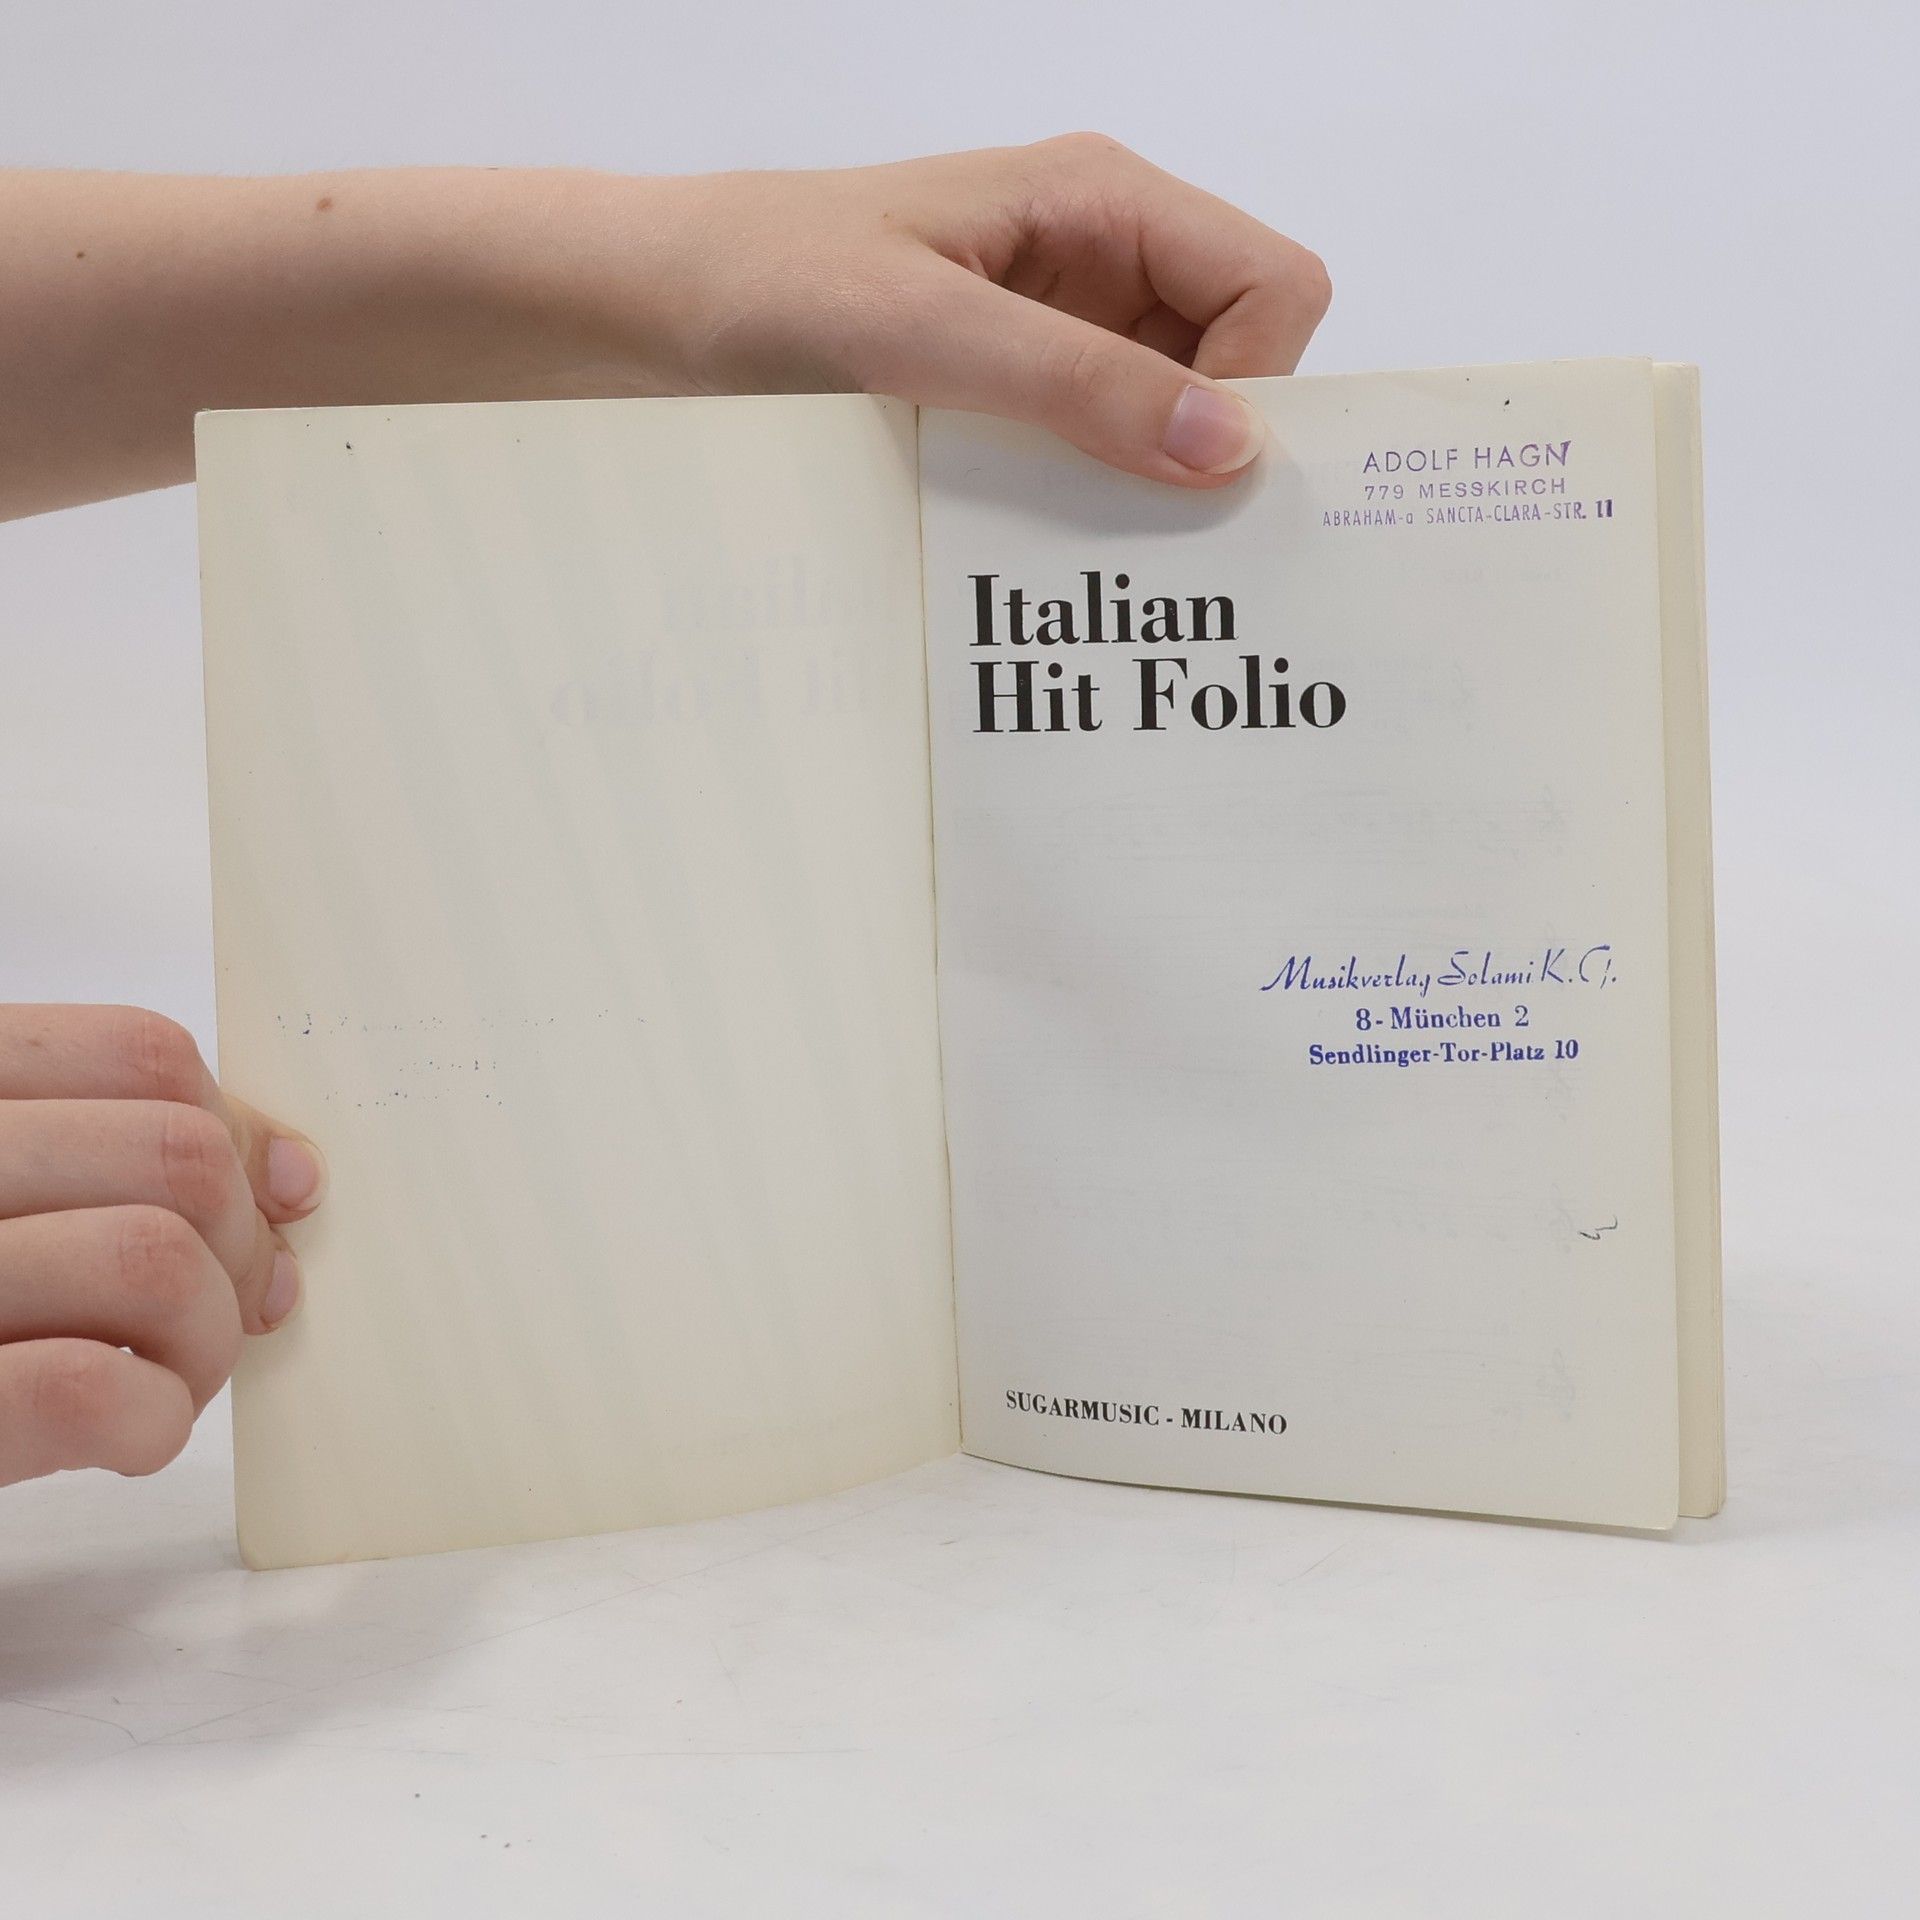 ADOLF HAGN
779 MESSKIRCH
ABRAHAM-a SANCTA-CLARA-STR. 11
Italian
Hit Folio
Musikverlag Solami K.G.
8-München 2
Sendlinger-Tor-Platz 10
SUGARMUSIC - MILANO